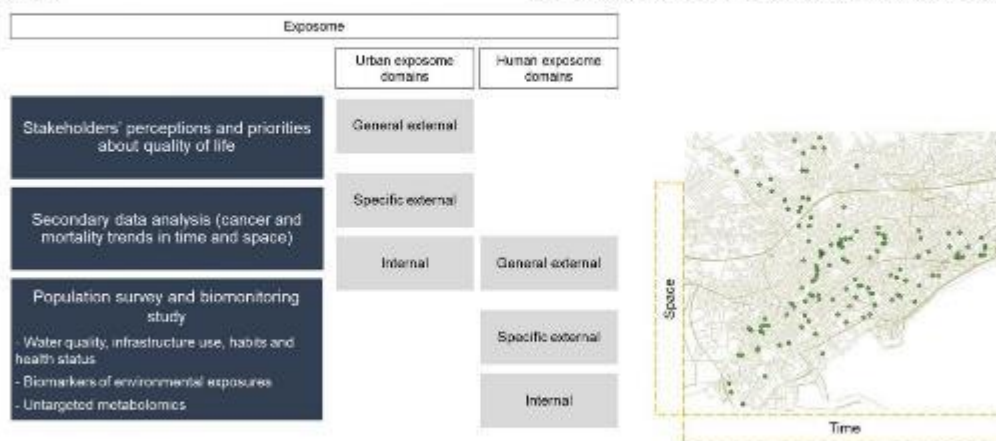 Exposome
Urban exposome
domains
Human exposome
domains
Stakeholders' perceptions and priorities
about quality of life
General external
Secondary data analysis (cancer and
mortality trends in time and space)
Specific external
Internal
General external
Population survey and biomonitoring
study
- Water quality, infrastructure use, habits and
health status
- Biomarkers of environmental exposures
- Untargeted metabolomics
Specific external
Internal
Space
Time